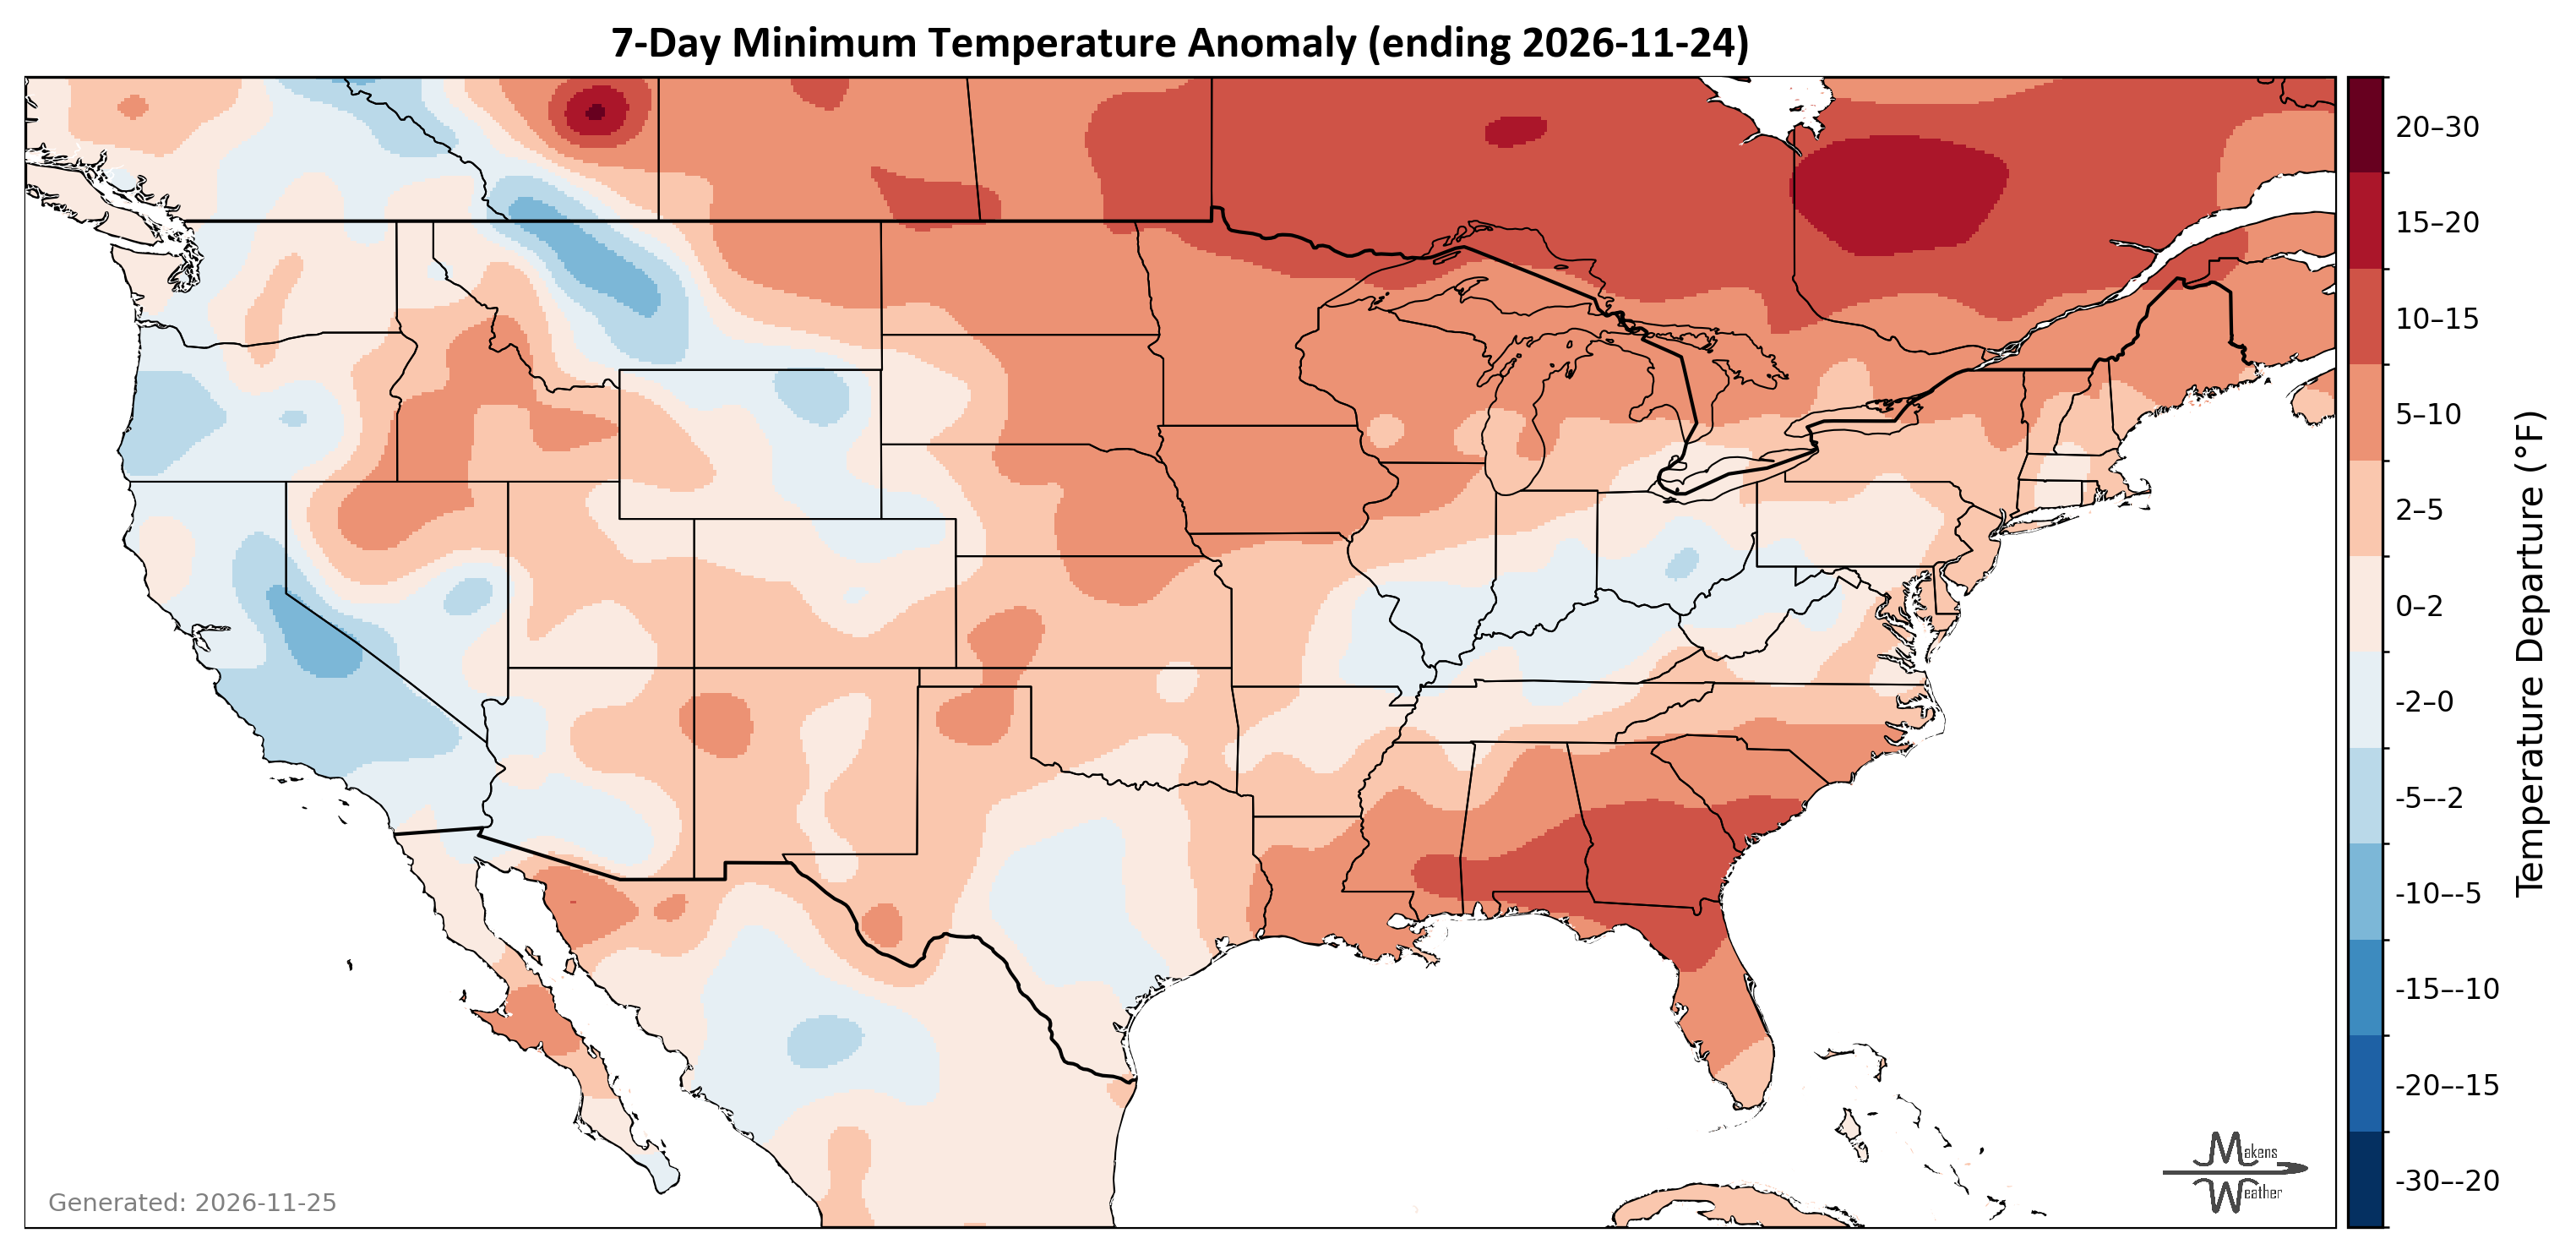 7-Day Minimum Temperature Anomaly (ending 2026-11-24)
20–30
15–20
10–15
5–10
2–5
0–2
-2–0
-5–-2
-10–-5
-15–-10
-20–-15
-30–-20
Temperature Departure (°F)
Generated: 2026-11-25
Makens
Weather